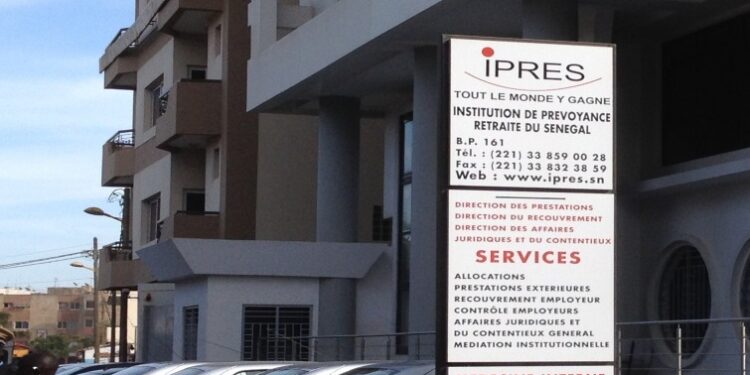 iPRES
TOUT LE MONDE Y GAGNE
INSTITUTION DE PREVOYANCE
RETRAITE DU SENEGAL
B.P. 161
Tél. : (221) 33 859 00 28
Fax : (221) 33 832 38 59
Web : www.ipres.sn
DIRECTION DES PRESTATIONS
DIRECTION DU RECOUVREMENT
DIRECTION DES AFFAIRES
JURIDIQUES ET DU CONTENTIEUX
SERVICES
ALLOCATIONS
PRESTATIONS EXTERIEURES
RECOUVREMENT EMPLOYEUR
CONTRÔLE EMPLOYEURS
AFFAIRES JURIDIQUES ET
DU CONTENTIEUX GENERAL
MEDIATION INSTITUTIONNELLE